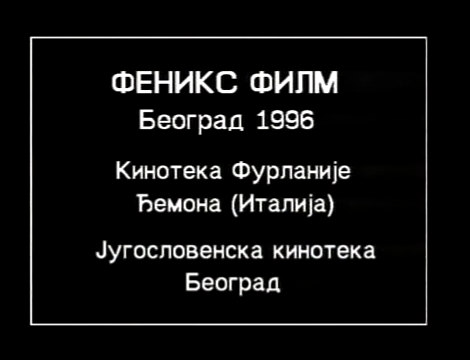 ФЕНИКС ФИЛМ
Београд 1996
Кинотека Фурланије
Ђемона (Италија)
Југословенска кинотека
Београд